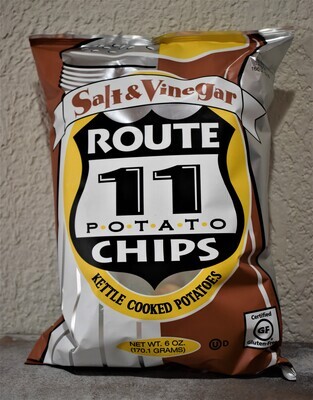 Salt & Vinegar
ROUTE
11
P·O·T·A·T·O
CHIPS
KETTLE COOKED POTATOES
NET WT. 6 OZ.
(170.1 GRAMS)
U D
Certified
GF
Gluten-Free